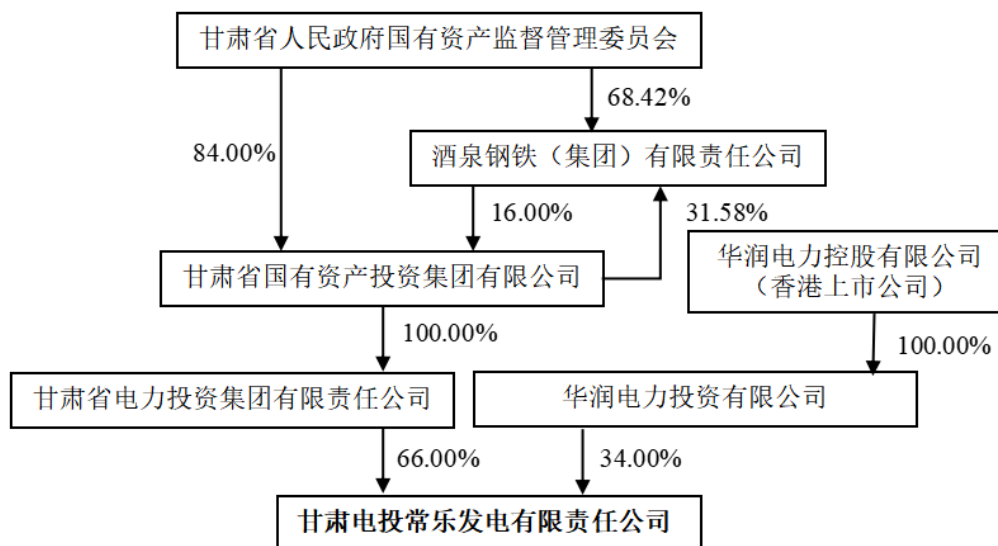 甘肃省人民政府国有资产监督管理委员会
68.42%
84.00%
酒泉钢铁（集团）有限责任公司
16.00%
31.58%
甘肃省国有资产投资集团有限公司
华润电力控股有限公司
（香港上市公司）
100.00%
100.00%
甘肃省电力投资集团有限责任公司
华润电力投资有限公司
66.00%
34.00%
甘肃电投常乐发电有限责任公司